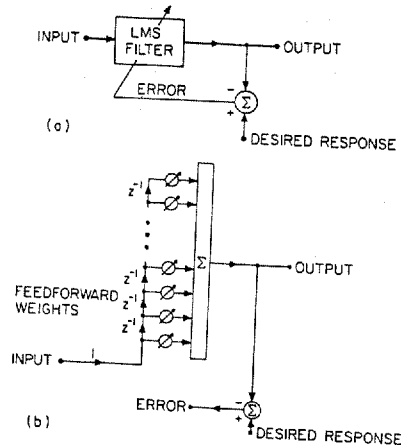 INPUT
LMS
FILTER
OUTPUT
ERROR
−
Σ
+
(a)
DESIRED RESPONSE
z⁻¹
z⁻¹
z⁻¹
z⁻¹
z⁻¹
Σ
OUTPUT
FEEDFORWARD
WEIGHTS
INPUT
1
ERROR
−
Σ
+
(b)
DESIRED RESPONSE